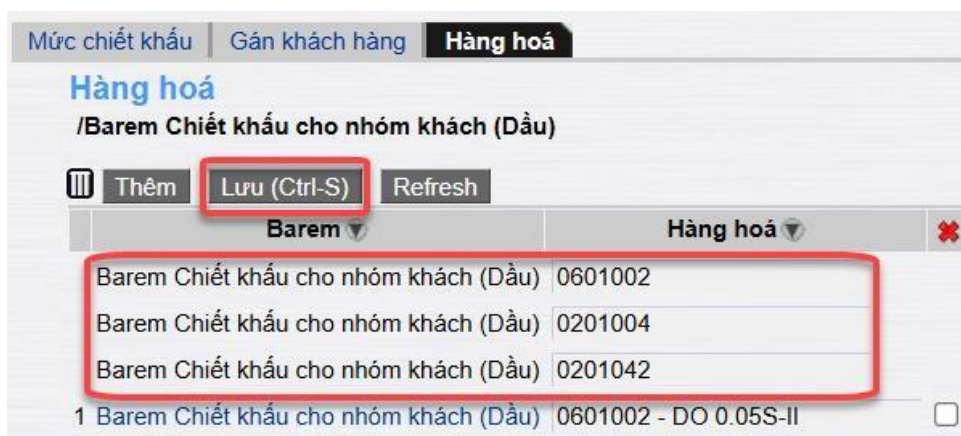 Mức chiết khấu Gán khách hàng Hàng hoá
Hàng hoá
/Barem Chiết khấu cho nhóm khách (Dầu)
Thêm Lưu (Ctrl-S) Refresh
Barem Hàng hoá
Barem Chiết khấu cho nhóm khách (Dầu) 0601002
Barem Chiết khấu cho nhóm khách (Dầu) 0201004
Barem Chiết khấu cho nhóm khách (Dầu) 0201042
1 Barem Chiết khấu cho nhóm khách (Dầu) 0601002 - DO 0.05S-II